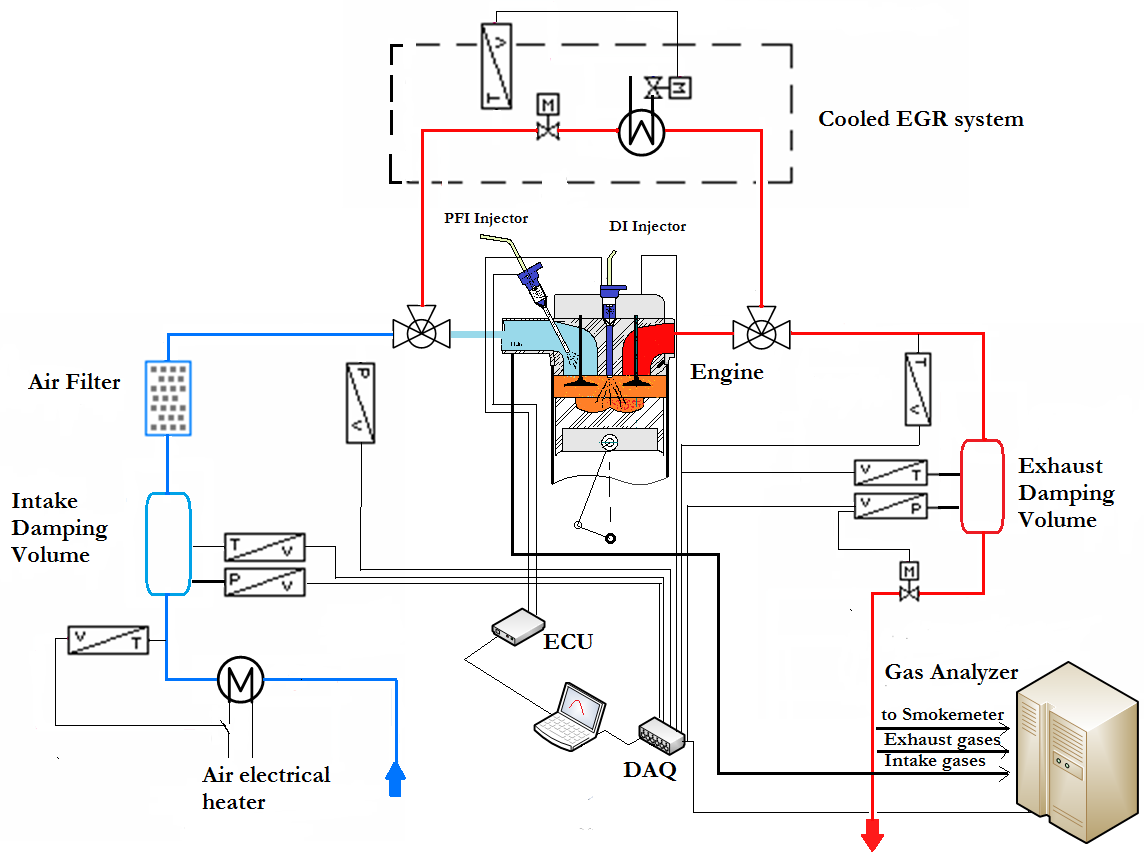 V
T
M
M
Cooled EGR system
PFI Injector
DI Injector
Air Filter
P
V
Engine
T
V
Intake
Damping
Volume
V
T
V
P
Exhaust
Damping
Volume
T
V
P
V
M
V
T
M
ECU
Gas Analyzer
to Smokemeter
Exhaust gases
Intake gases
DAQ
Air electrical
heater